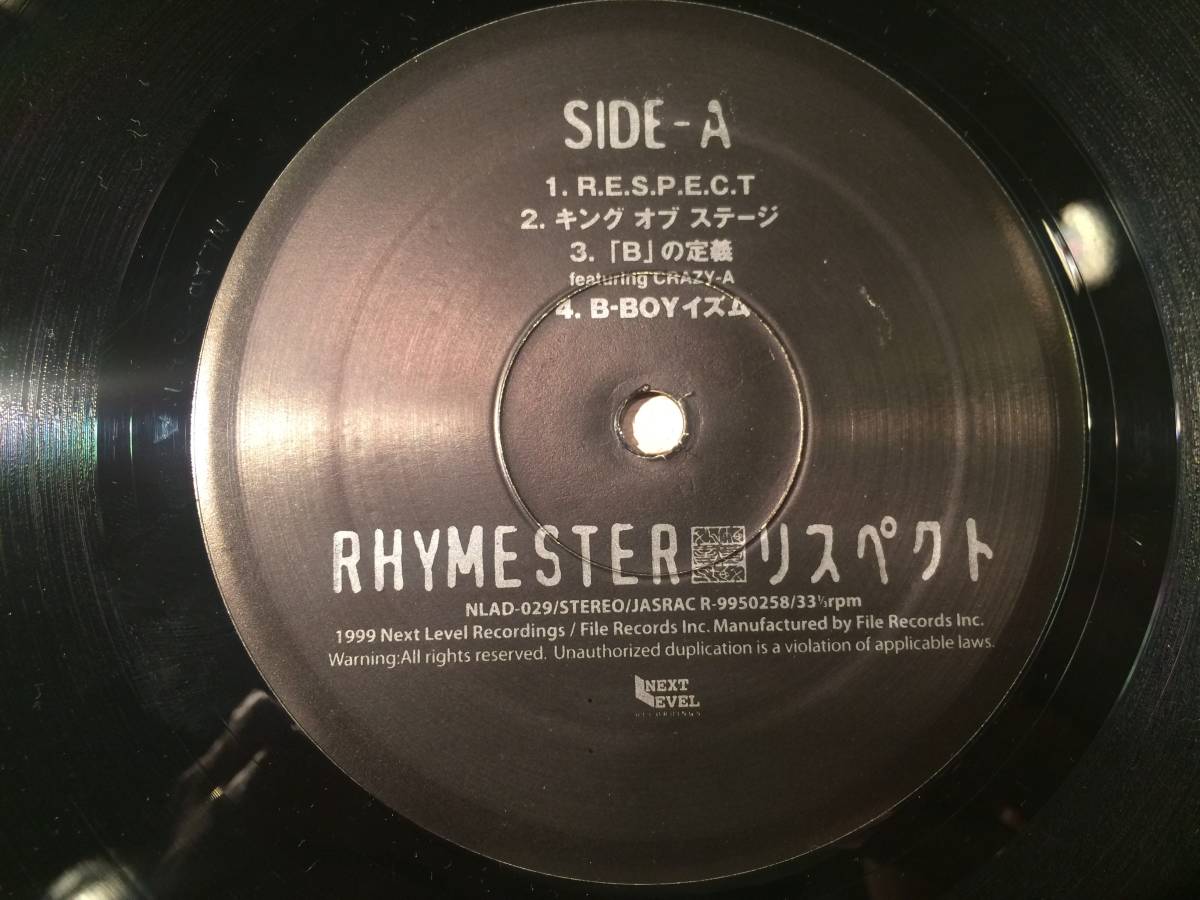 SIDE-A
1. R.E.S.P.E.C.T
2. キング オブ ステージ
3. 「B」の定義
featuring CRAZY-A
4. B-BOYイズム
RHYMESTER リスペクト
NLAD-029/STEREO/JASRAC R-9950258/33⅓rpm
1999 Next Level Recordings / File Records Inc. Manufactured by File Records Inc.
Warning:All rights reserved. Unauthorized duplication is a violation of applicable laws.
NEXT
LEVEL
RECORDINGS